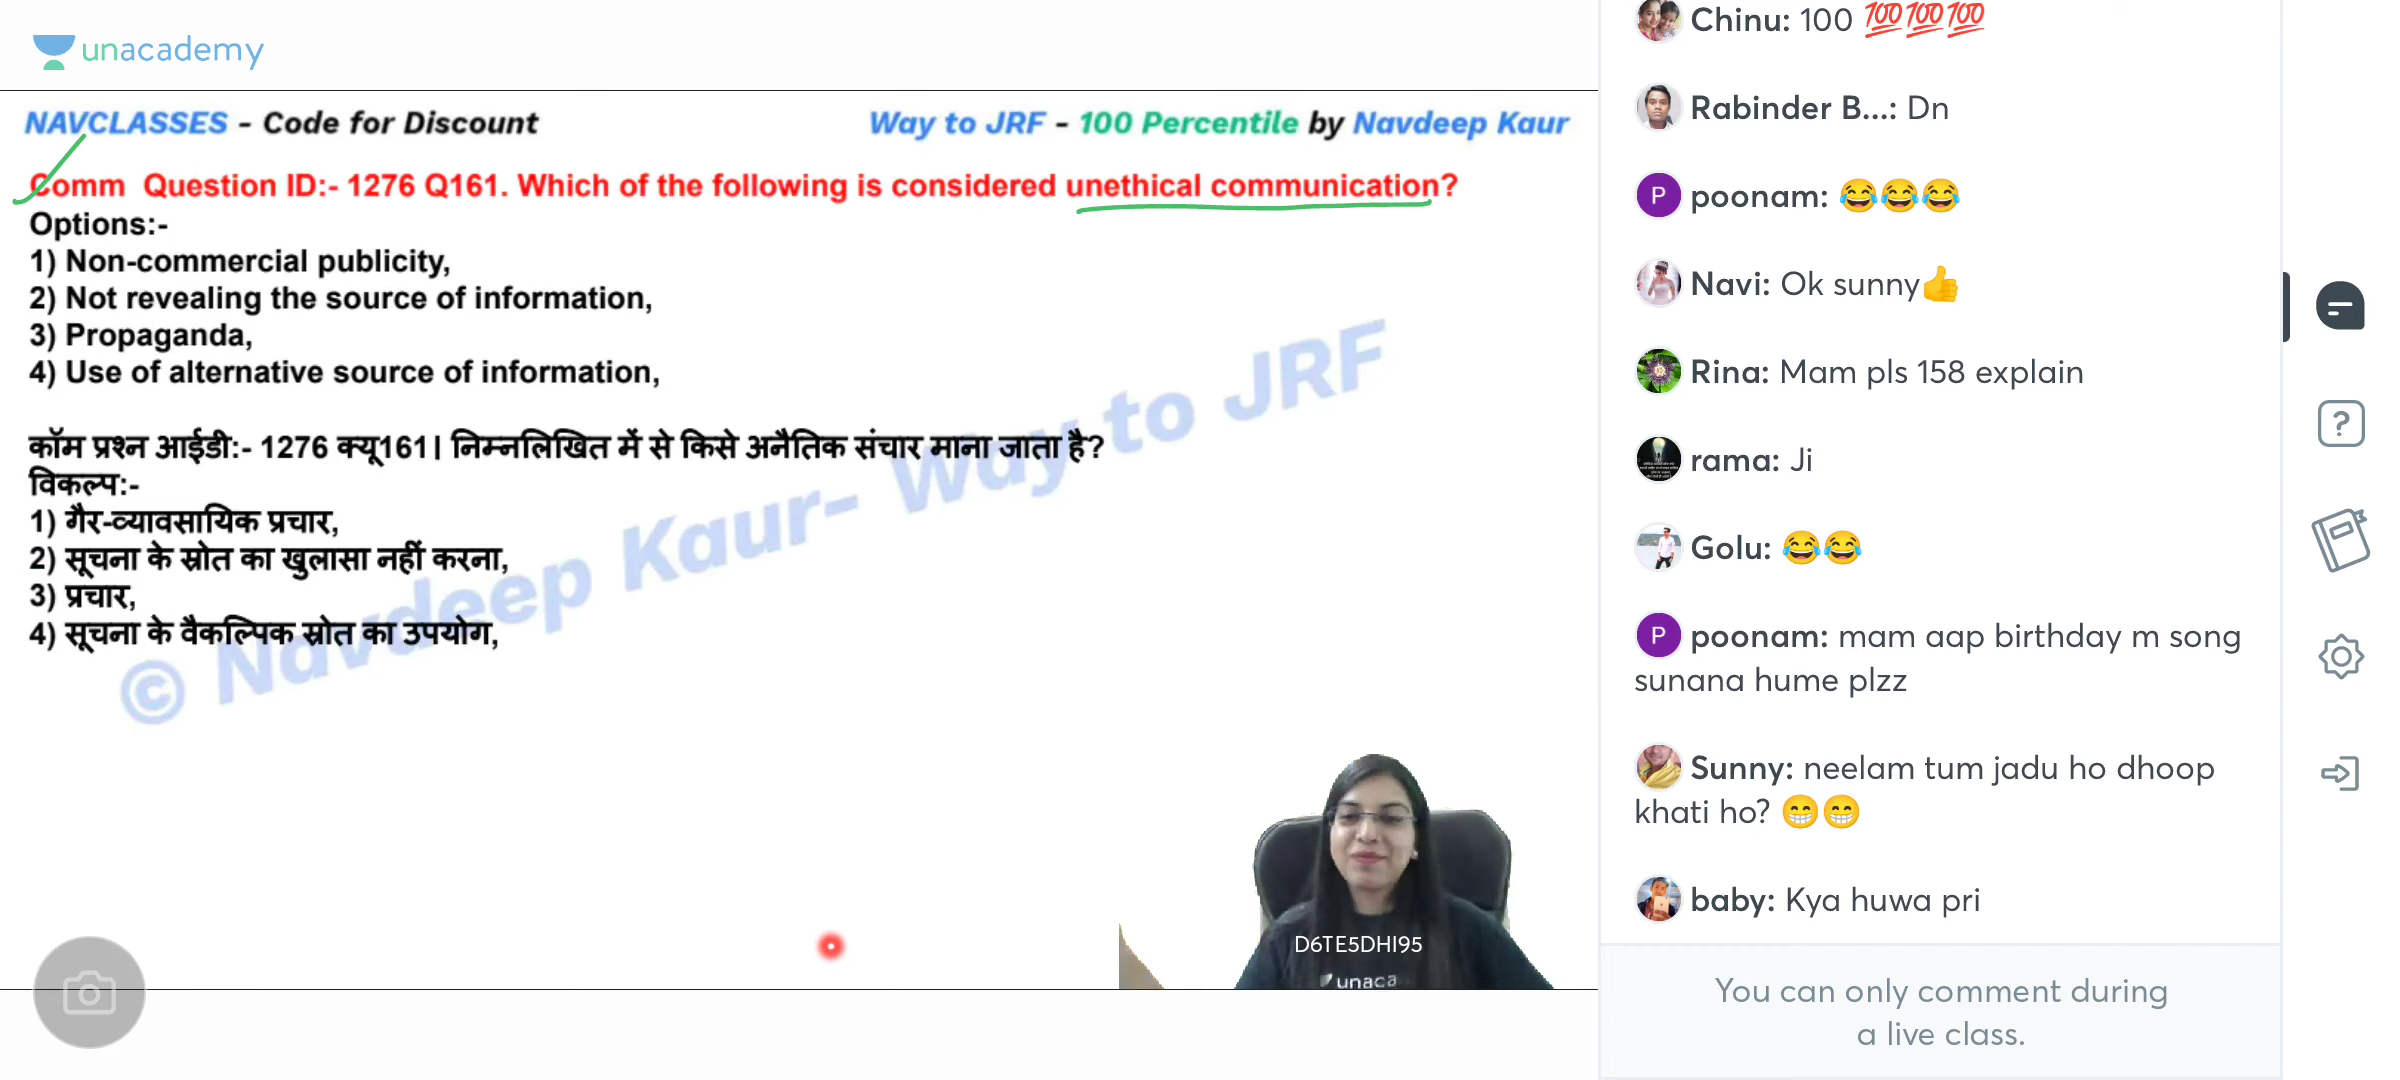 unacademy
NAVCLASSES - Code for Discount
Way to JRF - 100 Percentile by Navdeep Kaur
Comm Question ID:- 1276 Q161. Which of the following is considered unethical communication?
Options:-
1) Non-commercial publicity,
2) Not revealing the source of information,
3) Propaganda,
4) Use of alternative source of information,
कॉम प्रश्न आईडी:- 1276 क्यू161। निम्नलिखित में से किसे अनैतिक संचार माना जाता है?
विकल्प:-
1) गैर-व्यावसायिक प्रचार,
2) सूचना के स्रोत का खुलासा नहीं करना,
3) प्रचार,
4) सूचना के वैकल्पिक स्रोत का उपयोग,
© Navdeep Kaur- Way to JRF
D6TE5DHI95
unaca
Chinu: 100 💯💯💯
Rabinder B...: Dn
P poonam: 😂😂😂
Navi: Ok sunny👍
Rina: Mam pls 158 explain
rama: Ji
Golu: 😂😂
P poonam: mam aap birthday m song
sunana hume plzz
Sunny: neelam tum jadu ho dhoop
khati ho? 😁😁
baby: Kya huwa pri
You can only comment during
a live class.